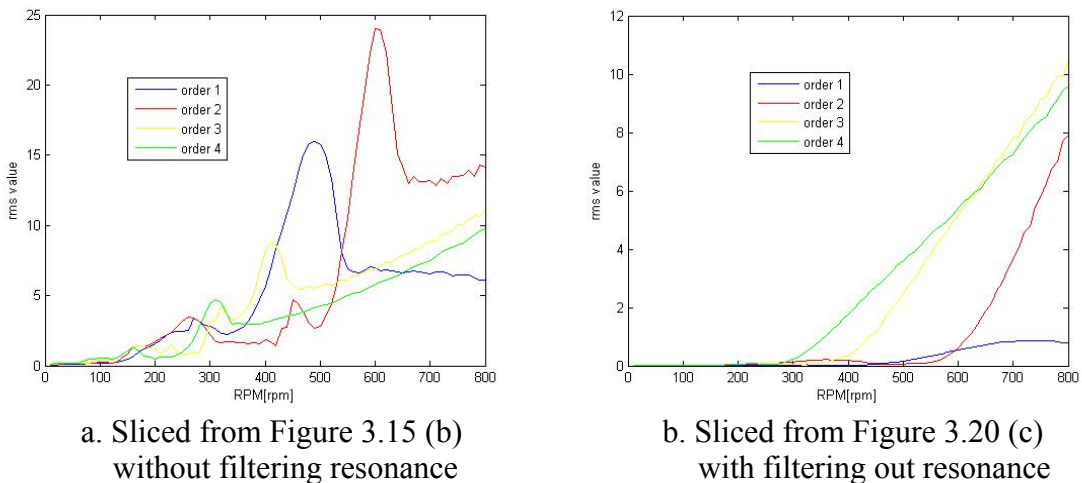 25
20
15
10
5
0
rms value
order 1
order 2
order 3
order 4
0 100 200 300 400 500 600 700 800
RPM[rpm]
a. Sliced from Figure 3.15 (b)
without filtering resonance
12
10
8
6
4
2
0
rms value
order 1
order 2
order 3
order 4
0 100 200 300 400 500 600 700 800
RPM[rpm]
b. Sliced from Figure 3.20 (c)
with filtering out resonance